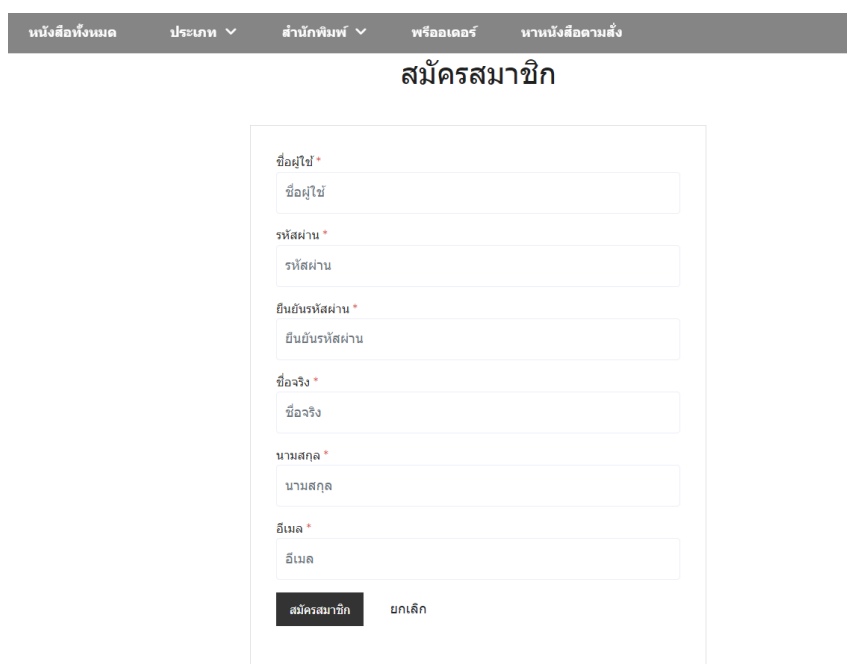 หนังสือทั้งหมด ประเภท สำนักพิมพ์ พรีออเดอร์ หาหนังสือตามสั่ง
สมัครสมาชิก
ชื่อผู้ใช้ *
ชื่อผู้ใช้
รหัสผ่าน *
รหัสผ่าน
ยืนยันรหัสผ่าน *
ยืนยันรหัสผ่าน
ชื่อจริง *
ชื่อจริง
นามสกุล *
นามสกุล
อีเมล *
อีเมล
สมัครสมาชิก ยกเลิก